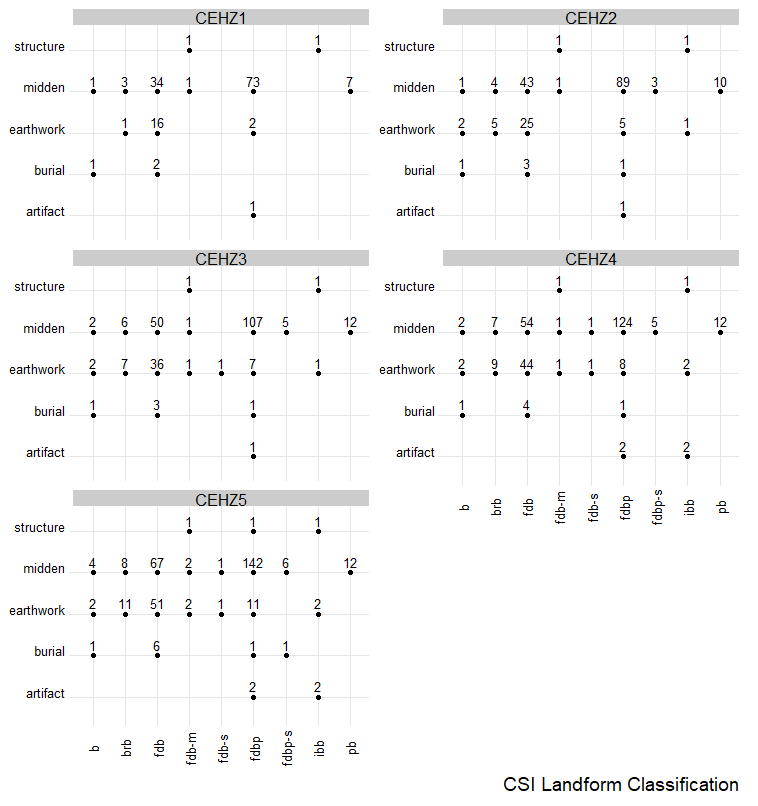 CEHZ1 CEHZ2
structure 1 1 structure 1 1
midden 1 3 34 1 73 7 midden 1 4 43 1 89 3 10
earthwork 1 16 2 earthwork 2 5 25 5 1
burial 1 2 burial 1 3 1
artifact 1 artifact 1
CEHZ3 CEHZ4
structure 1 1 structure 1 1
midden 2 6 50 1 107 5 12 midden 2 7 54 1 1 124 5 12
earthwork 2 7 36 1 1 7 1 earthwork 2 9 44 1 1 8 2
burial 1 3 1 burial 1 4 1
artifact 1 artifact 2 2
b brb fdb fdb-m fdb-s fdbp fdbp-s ibb pb
CEHZ5
structure 1 1 1
midden 4 8 67 2 1 142 6 12
earthwork 2 11 51 2 1 11 2
burial 1 6 1 1
artifact 2 2
b brb fdb fdb-m fdb-s fdbp fdbp-s ibb pb
CSI Landform Classification